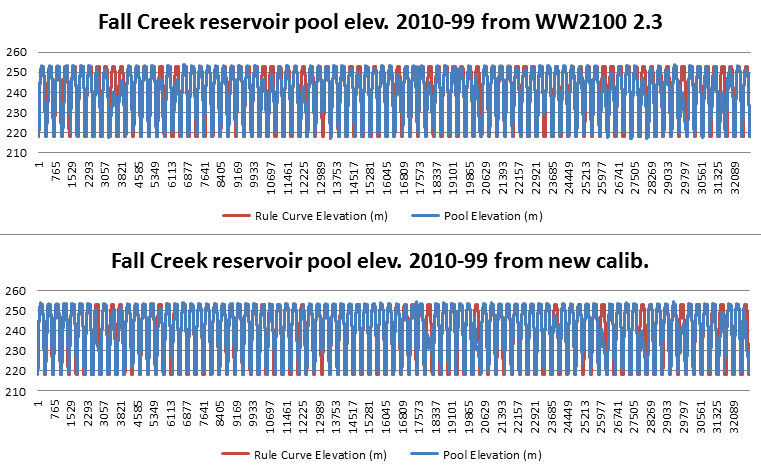 Fall Creek reservoir pool elev. 2010-99 from WW2100 2.3
260
250
240
230
220
210
1 765 1529 2293 3057 3821 4585 5349 6113 6877 7641 8405 9169 9933 10697 11461 12225 12989 13753 14517 15281 16045 16809 17573 18337 19101 19865 20629 21393 22157 22921 23685 24449 25213 25977 26741 27505 28269 29033 29797 30561 31325 32089
Rule Curve Elevation (m) Pool Elevation (m)
Fall Creek reservoir pool elev. 2010-99 from new calib.
260
250
240
230
220
210
1 765 1529 2293 3057 3821 4585 5349 6113 6877 7641 8405 9169 9933 10697 11461 12225 12989 13753 14517 15281 16045 16809 17573 18337 19101 19865 20629 21393 22157 22921 23685 24449 25213 25977 26741 27505 28269 29033 29797 30561 31325 32089
Rule Curve Elevation (m) Pool Elevation (m)